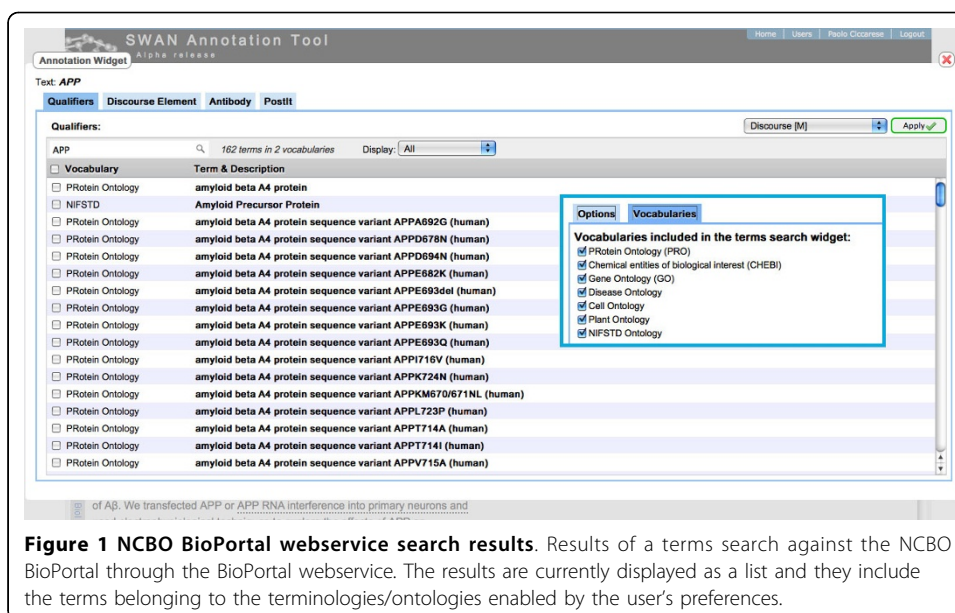 SWAN Annotation Tool
Alpha release
Home | Users | Paolo Ciccarese | Logout
Annotation Widget
Text: APP
Qualifiers Discourse Element Antibody PostIt
Qualifiers:
Discourse [M]
Apply
APP
162 terms in 2 vocabularies
Display: All
Vocabulary Term & Description
PRotein Ontology amyloid beta A4 protein
NIFSTD Amyloid Precursor Protein
PRotein Ontology amyloid beta A4 protein sequence variant APPA692G (human)
PRotein Ontology amyloid beta A4 protein sequence variant APPD678N (human)
PRotein Ontology amyloid beta A4 protein sequence variant APPD694N (human)
PRotein Ontology amyloid beta A4 protein sequence variant APPE682K (human)
PRotein Ontology amyloid beta A4 protein sequence variant APPE693del (human)
PRotein Ontology amyloid beta A4 protein sequence variant APPE693G (human)
PRotein Ontology amyloid beta A4 protein sequence variant APPE693K (human)
PRotein Ontology amyloid beta A4 protein sequence variant APPE693Q (human)
PRotein Ontology amyloid beta A4 protein sequence variant APPI716V (human)
PRotein Ontology amyloid beta A4 protein sequence variant APPK724N (human)
PRotein Ontology amyloid beta A4 protein sequence variant APPKM670/671NL (human)
PRotein Ontology amyloid beta A4 protein sequence variant APPL723P (human)
PRotein Ontology amyloid beta A4 protein sequence variant APPT714A (human)
PRotein Ontology amyloid beta A4 protein sequence variant APPT714I (human)
PRotein Ontology amyloid beta A4 protein sequence variant APPV715A (human)
Options Vocabularies
Vocabularies included in the terms search widget:
PRotein Ontology (PRO)
Chemical entities of biological interest (CHEBI)
Gene Ontology (GO)
Disease Ontology
Cell Ontology
Plant Ontology
NIFSTD Ontology
of Aβ. We transfected APP or APP RNA interference into primary neurons and
Figure 1 NCBO BioPortal webservice search results. Results of a terms search against the NCBO
BioPortal through the BioPortal webservice. The results are currently displayed as a list and they include
the terms belonging to the terminologies/ontologies enabled by the user's preferences.